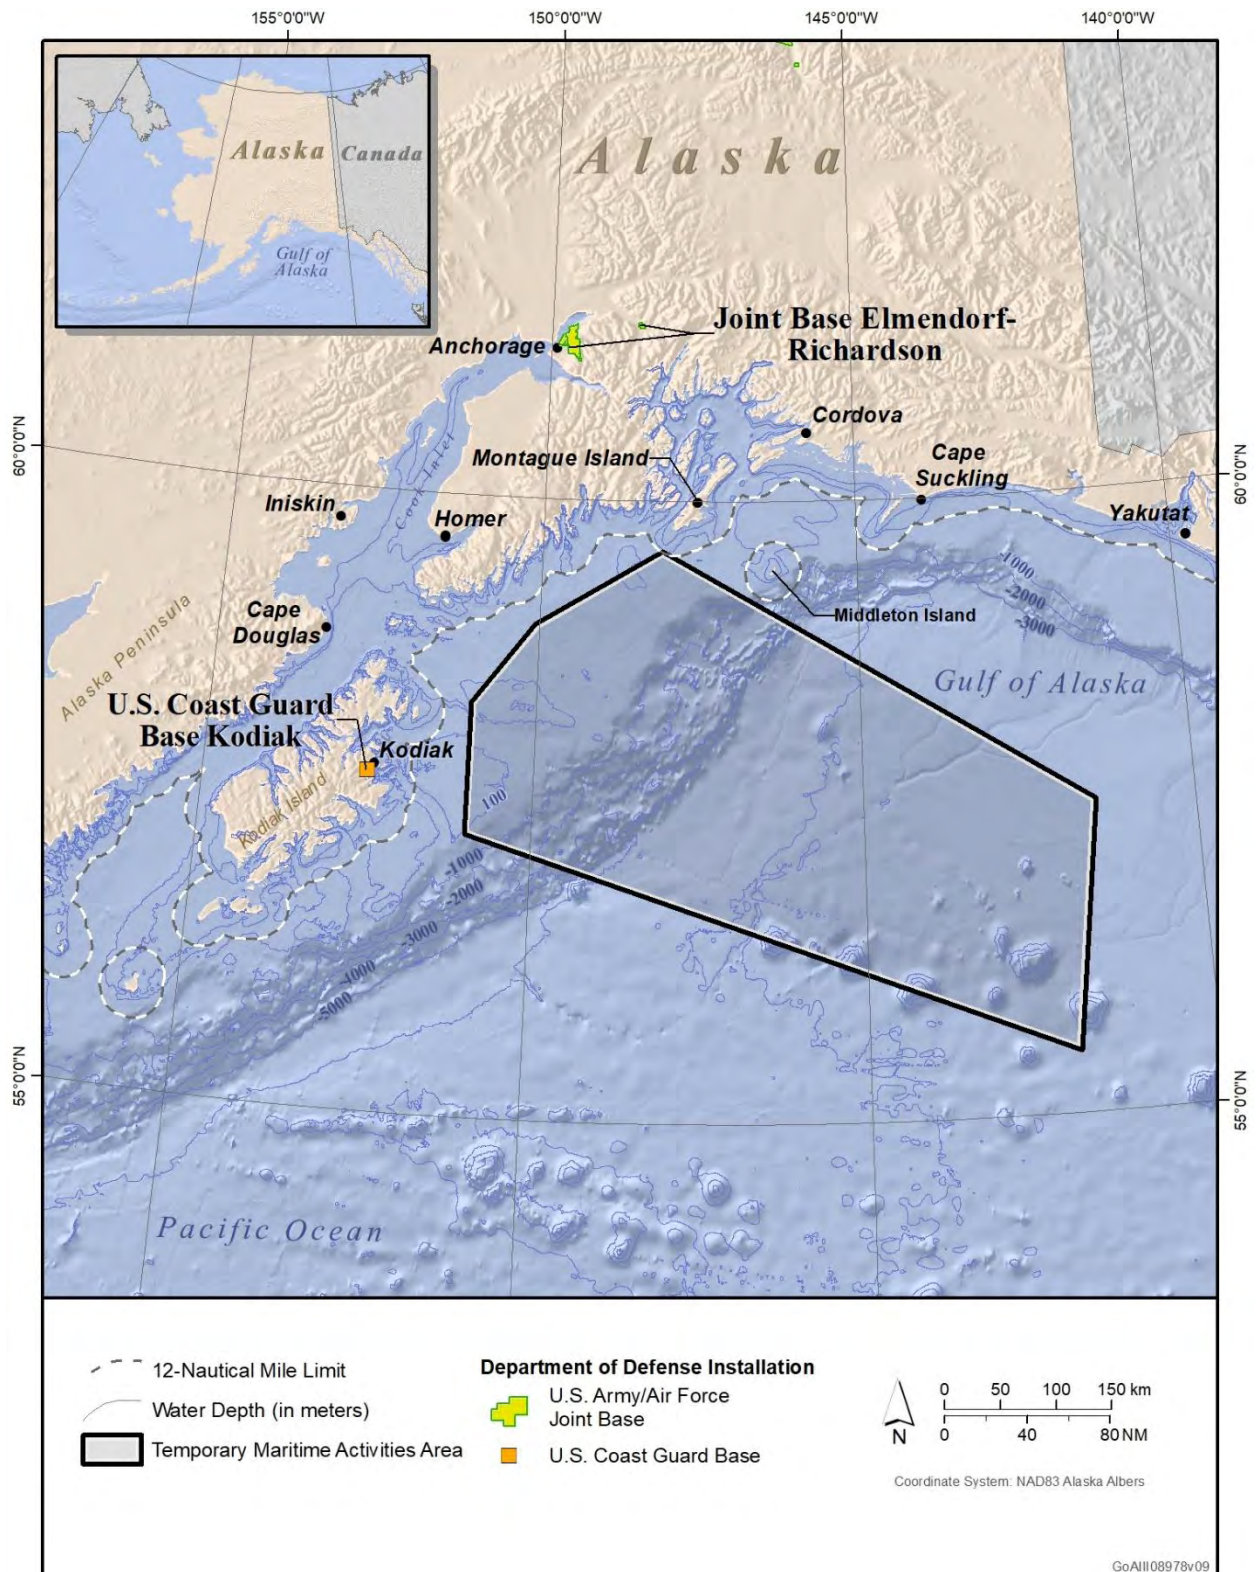 155°0'0"W
150°0'0"W
145°0'0"W
140°0'0"W
Alaska
Canada
Gulf of
Alaska
Alaska
Joint Base Elmendorf-
Richardson
Anchorage
60°0'0"N
60°0'0"N
Cordova
Montague Island
Cape
Suckling
Cook Inlet
Iniskin
Homer
Yakutat
-1000
-2000
-3000
Middleton Island
Cape
Douglas
Alaska Peninsula
Gulf of Alaska
U.S. Coast Guard
Base Kodiak
Kodiak
Kodiak Island
100
-1000
-2000
-3000
-4000
-5000
55°0'0"N
55°0'0"N
Pacific Ocean
12-Nautical Mile Limit
Water Depth (in meters)
Temporary Maritime Activities Area
Department of Defense Installation
U.S. Army/Air Force
Joint Base
U.S. Coast Guard Base
N
0 50 100 150 km
0 40 80 NM
Coordinate System: NAD83 Alaska Albers
GoAIII08978v09